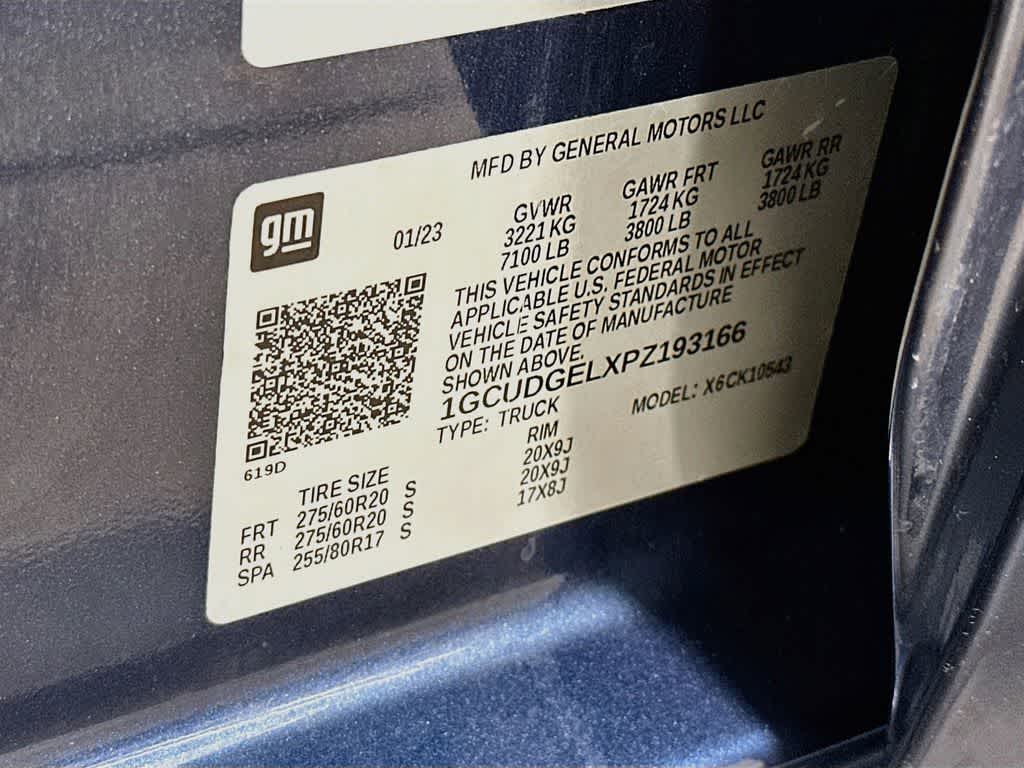 MFD BY GENERAL MOTORS LLC
gm
01/23
GVWR GAWR FRT GAWR RR
3221 KG 1724 KG 1724 KG
7100 LB 3800 LB 3800 LB
THIS VEHICLE CONFORMS TO ALL
APPLICABLE U.S. FEDERAL MOTOR
VEHICLE SAFETY STANDARDS IN EFFECT
ON THE DATE OF MANUFACTURE
SHOWN ABOVE.
1GCUDGELXPZ193166
TYPE: TRUCK MODEL: X6CK10543
619D
TIRE SIZE RIM
FRT 275/60R20 S 20X9J
RR 275/60R20 S 20X9J
SPA 255/80R17 S 17X8J